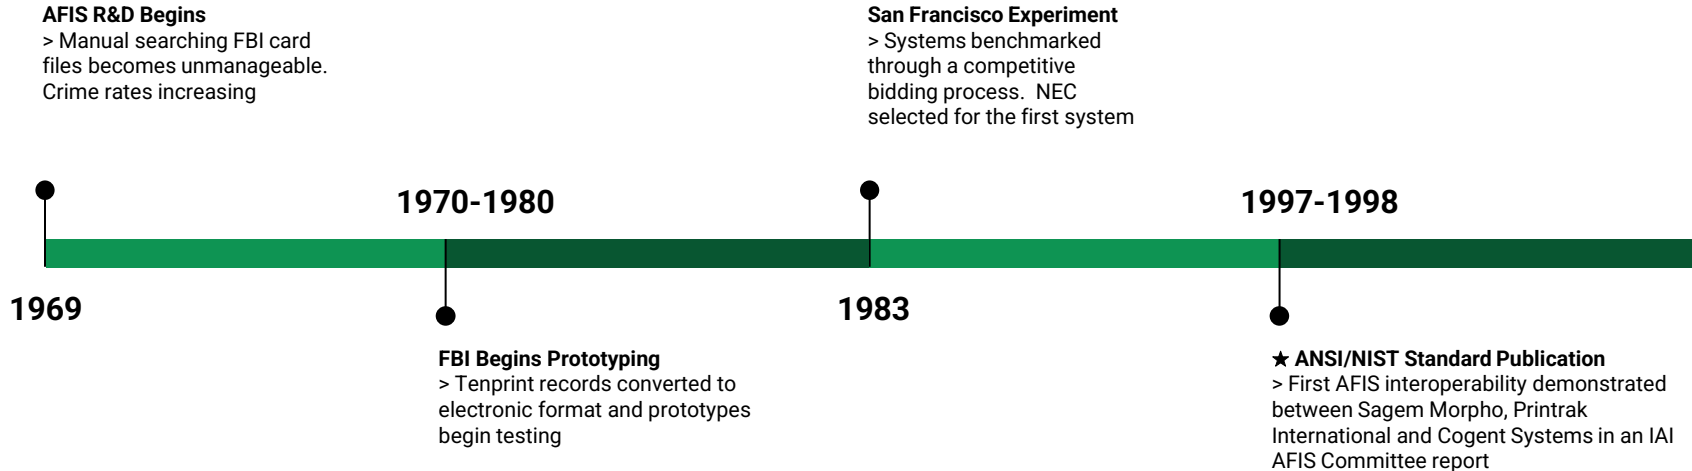 AFIS R&D Begins
> Manual searching FBI card
files becomes unmanageable.
Crime rates increasing
San Francisco Experiment
> Systems benchmarked
through a competitive
bidding process.  NEC
selected for the first system
1970-1980
1997-1998
1969
1983
FBI Begins Prototyping
> Tenprint records converted to
electronic format and prototypes
begin testing
★ ANSI/NIST Standard Publication
> First AFIS interoperability demonstrated
between Sagem Morpho, Printrak
International and Cogent Systems in an IAI
AFIS Committee report